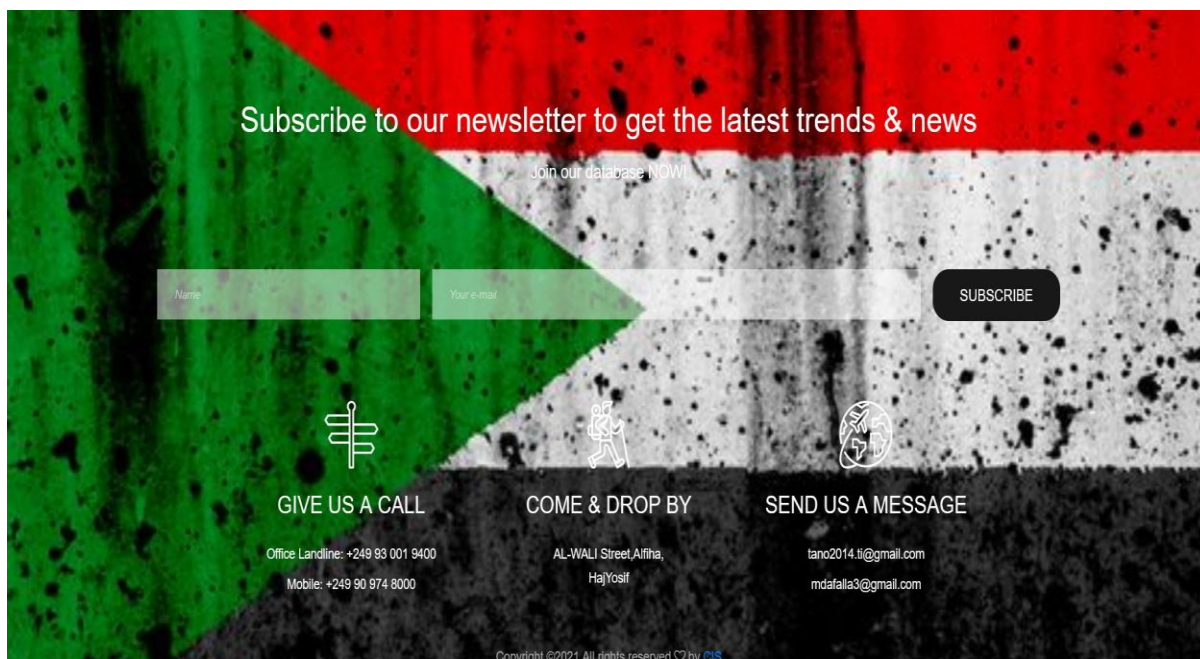 Subscribe to our newsletter to get the latest trends & news
Join our database NOW!
Name
Your e-mail
SUBSCRIBE
GIVE US A CALL
Office Landline: +249 93 001 9400
Mobile: +249 90 974 8000
COME & DROP BY
AL-WALI Street,Alfiha,
HajYosif
SEND US A MESSAGE
tano2014.ti@gmail.com
mdafalla3@gmail.com
Copyright ©2021 All rights reserved ♡ by CIS